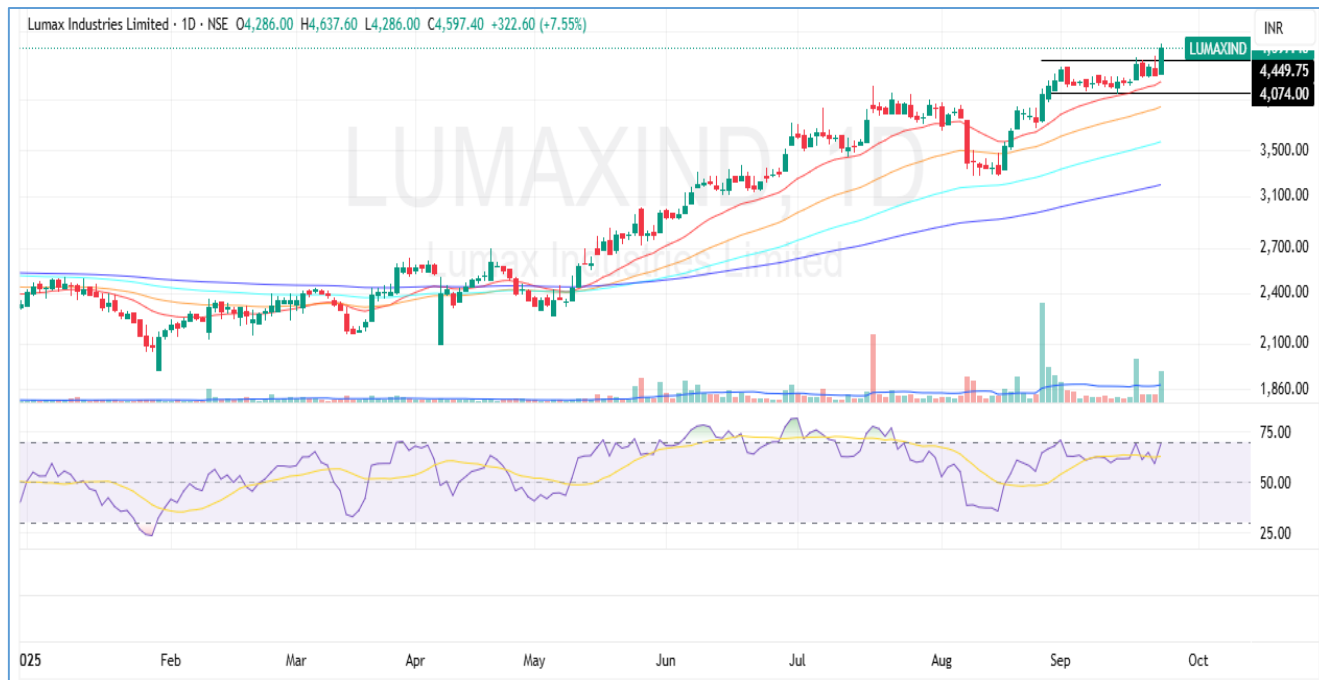 Lumax Industries Limited · 1D · NSE O4,286.00 H4,637.60 L4,286.00 C4,597.40 +322.60 (+7.55%)
INR
LUMAXIND
4,449.75
4,074.00
LUMAXIND, 1D
Lumax Industries Limited
3,500.00
3,100.00
2,700.00
2,400.00
2,100.00
1,860.00
75.00
50.00
25.00
025 Feb Mar Apr May Jun Jul Aug Sep Oct